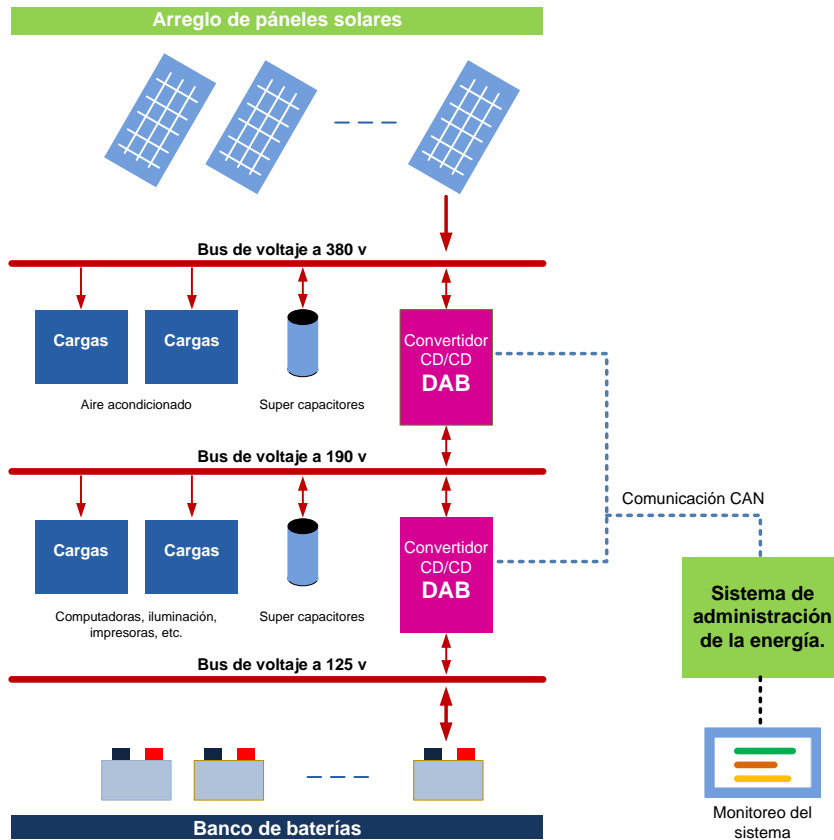 Arreglo de páneles solares
Bus de voltaje a 380 v
Cargas
Cargas
Convertidor
CD/CD
DAB
Aire acondicionado
Super capacitores
Bus de voltaje a 190 v
Comunicación CAN
Cargas
Cargas
Convertidor
CD/CD
DAB
Computadoras, iluminación,
impresoras, etc.
Super capacitores
Sistema de
administración
de la energía.
Bus de voltaje a 125 v
Monitoreo del
sistema
Banco de baterías